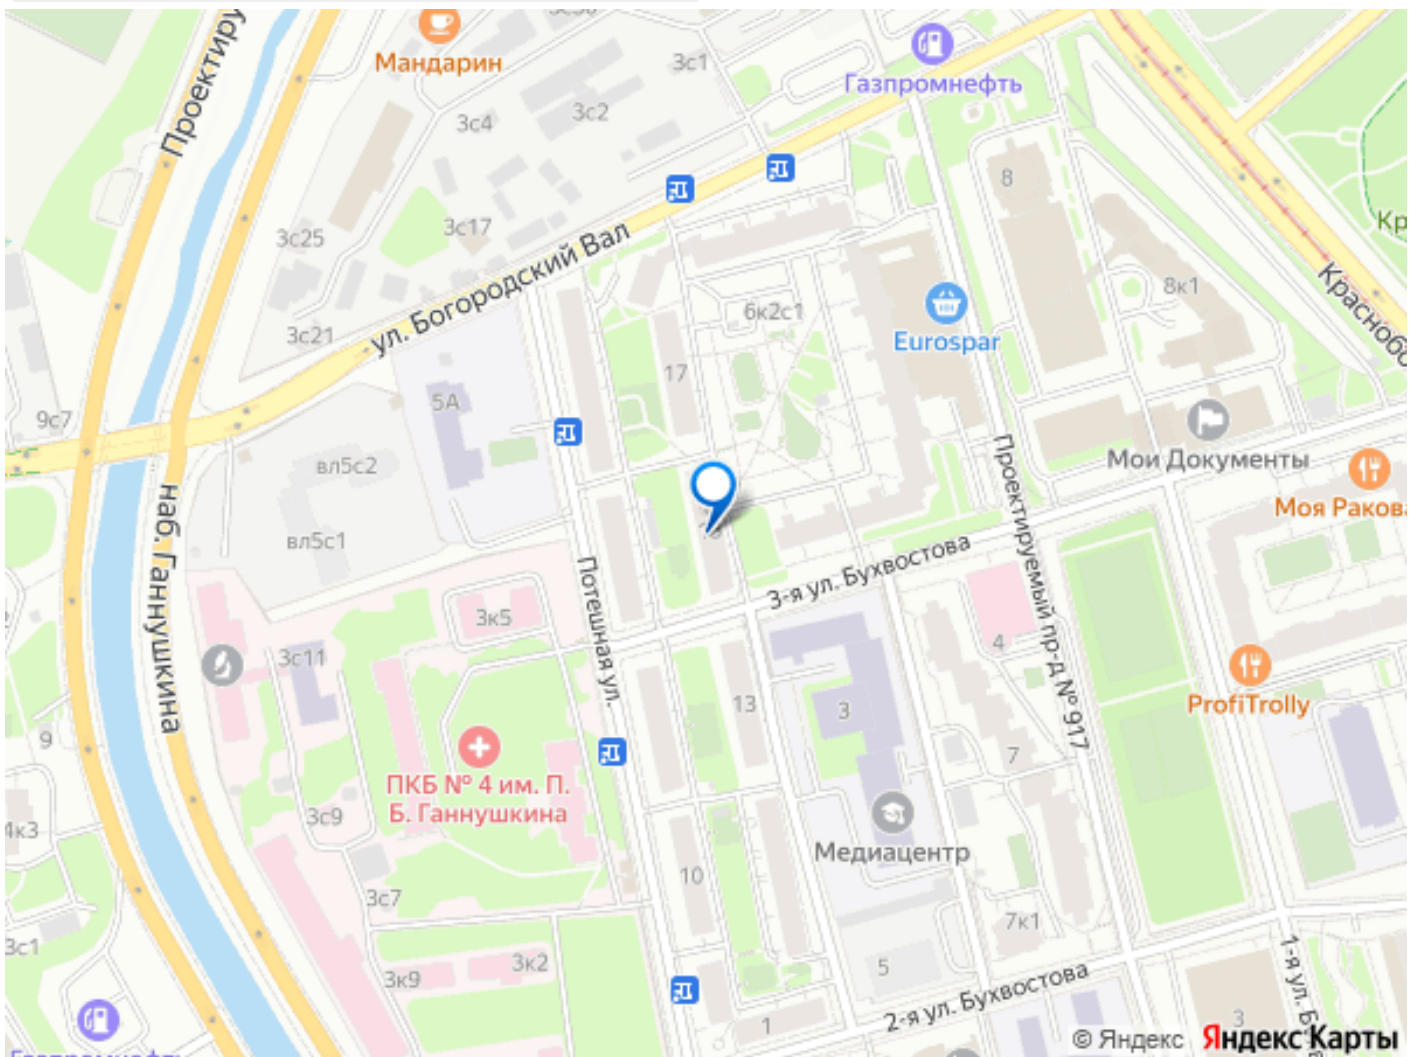 Мандарин
3с1
Газпромнефть
Проектиру
3с2
3с4
8
3с17
3с25
ул. Богородский Вал
Кр
8к1
Краснобо
6к2с1
3с21
Eurospar
17
5А
9с7
Мои Документы
вл5с2
Моя Ракова
Проектируемый пр-д № 917
вл5с1
наб. Ганнушкина
3-я ул. Бухвостова
Потешная ул.
3к5
4
3с11
ProfiTrolly
13
3
9
7
ПКБ № 4 им. П.
Б. Ганнушкина
3с9
4к3
Медиацентр
10
3с7
7к1
3с1
3к2
3к9
5
2-я ул. Бухвостова
1-я ул. Б
1
3
Газпромнефть
© Яндекс Яндекс Карты